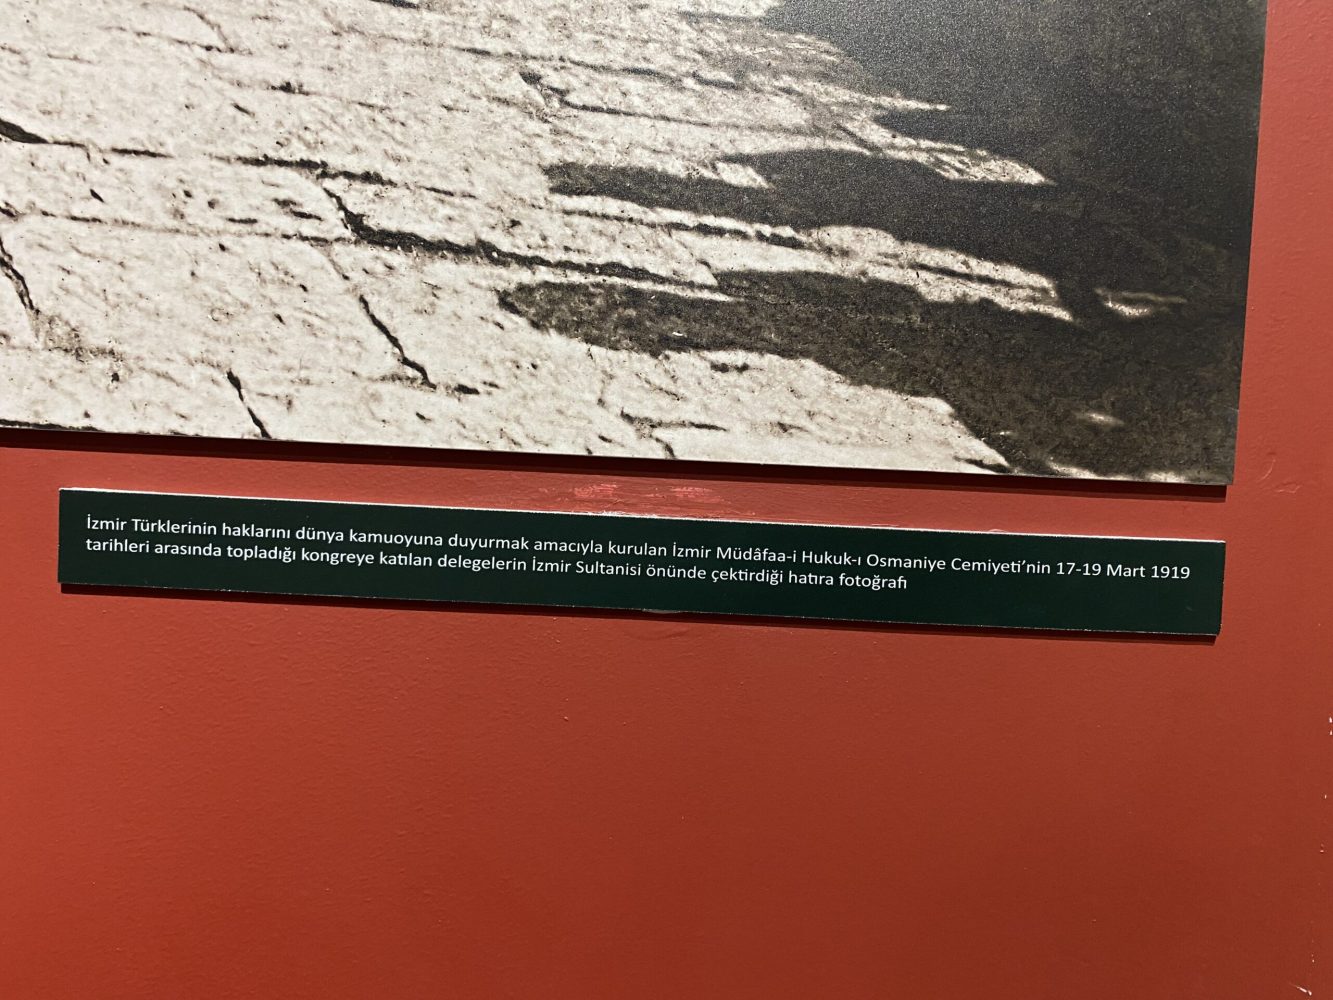 İzmir Türklerinin haklarını dünya kamuoyuna duyurmak amacıyla kurulan İzmir Müdâfaa-i Hukuk-ı Osmaniye Cemiyeti’nin 17-19 Mart 1919
tarihleri arasında topladığı kongreye katılan delegelerin İzmir Sultanisi önünde çektirdiği hatıra fotoğrafı